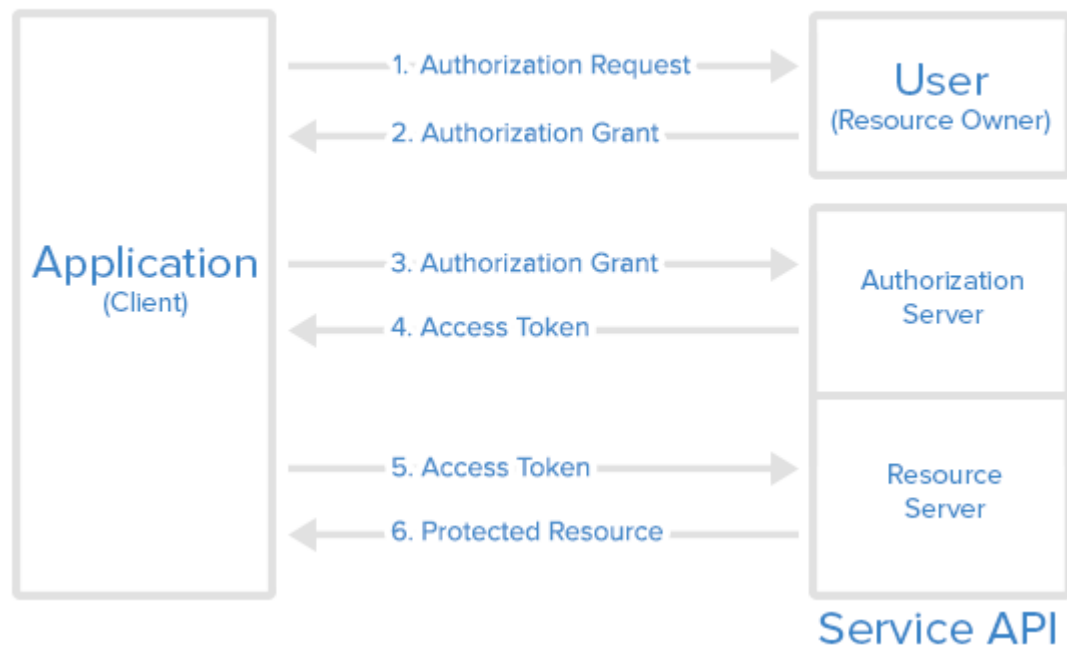 1. Authorization Request
User
(Resource Owner)
2. Authorization Grant
Application
(Client)
3. Authorization Grant
Authorization
Server
4. Access Token
5. Access Token
Resource
Server
6. Protected Resource
Service API